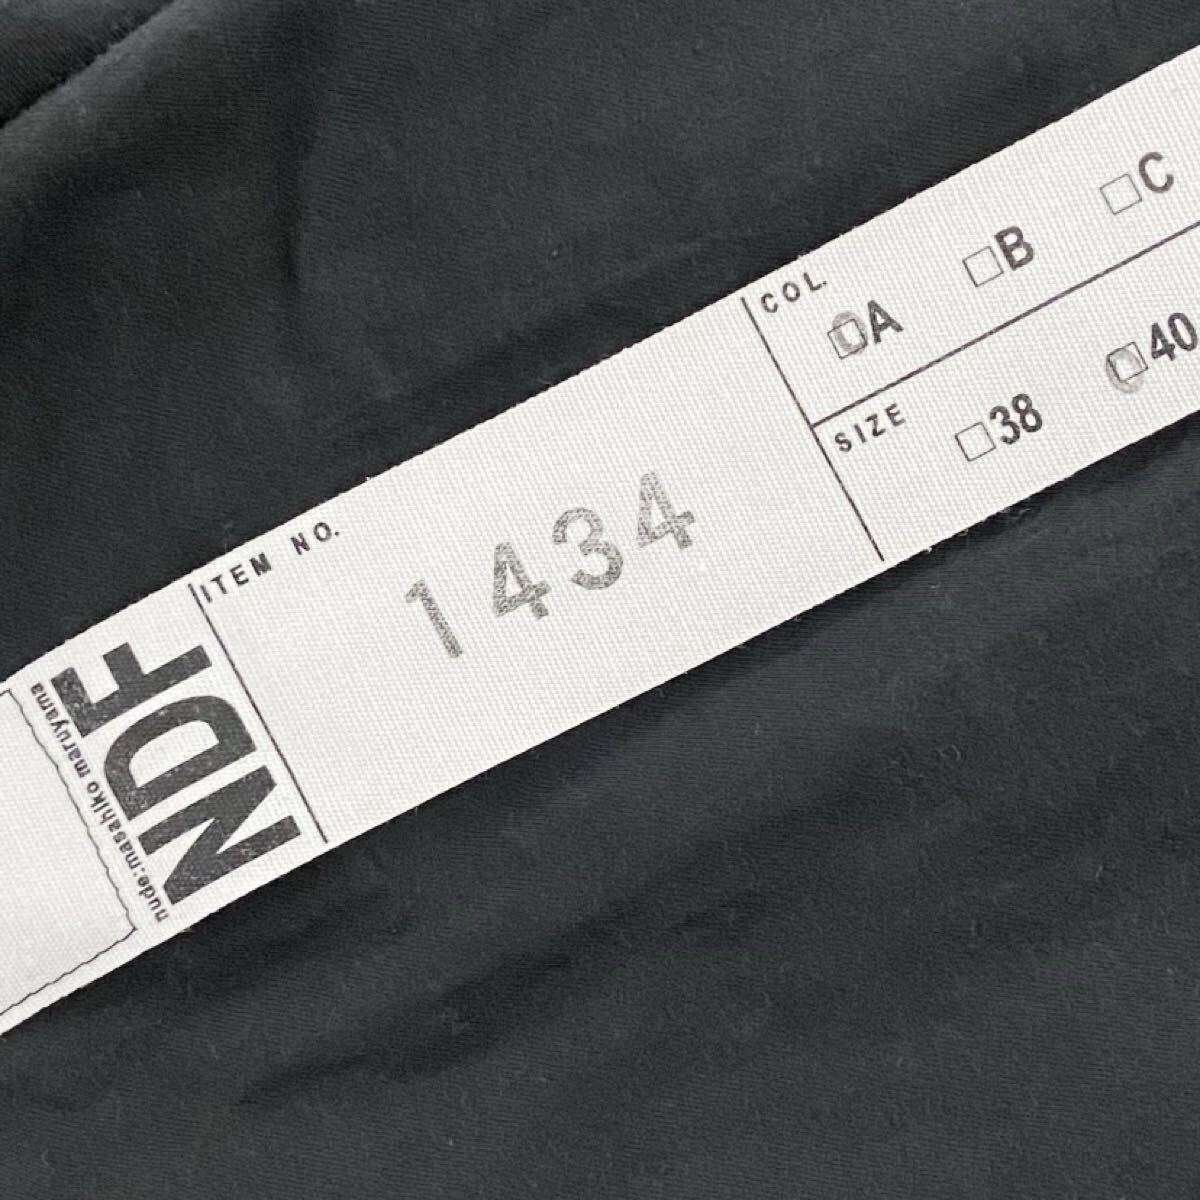 NDF
nude:masahiko maruyama
ITEM NO.
1434
COL.
□A □B □C
SIZE
□38 □40